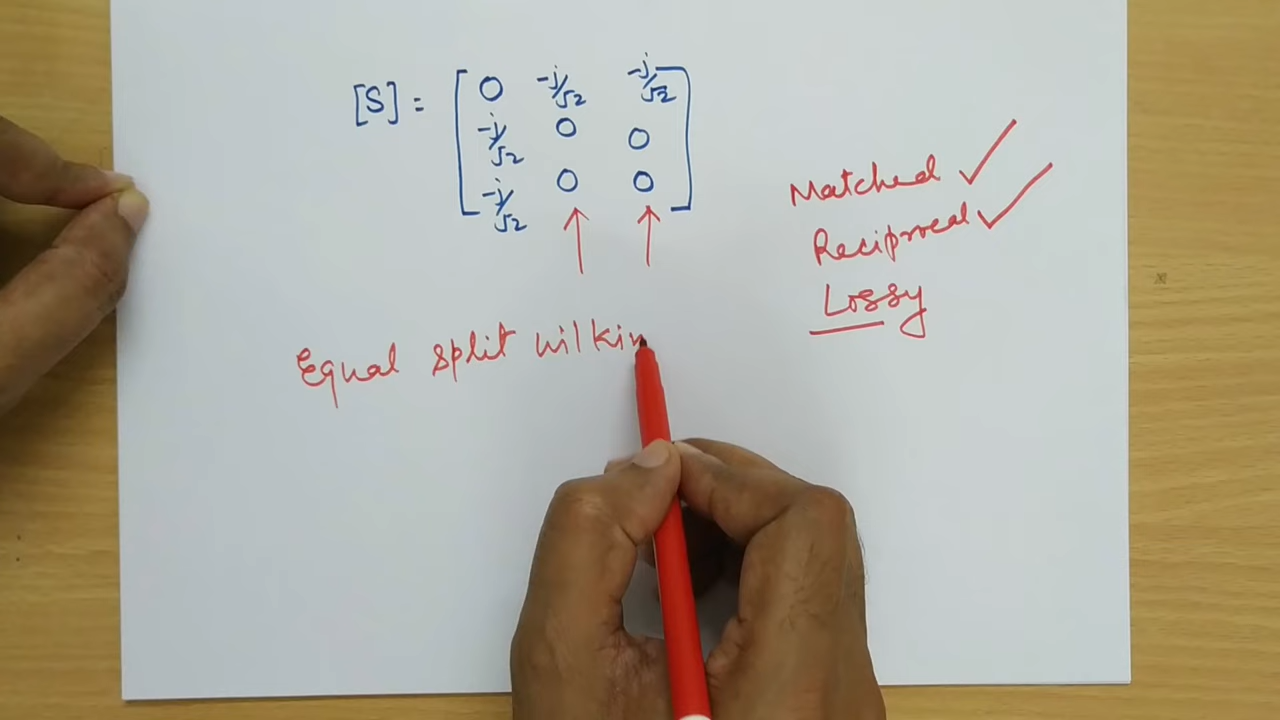 [S] = [ 0 -j/√2 -j/√2
-j/√2 0 0
-j/√2 0 0 ]
Matched ✓
Reciprocal ✓
Lossy
Equal split wilkin